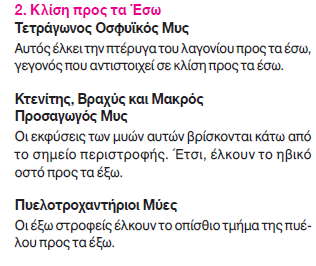 2. Κλίση προς τα Έσω
Τετράγωνος Οσφυϊκός Μυς
Αυτός έλκει την πτέρυγα του λαγονίου προς τα έσω,
γεγονός που αντιστοιχεί σε κλίση προς τα έσω.
Κτενίτης, Βραχύς και Μακρός
Προσαγωγός Μυς
Οι εκφύσεις των μυών αυτών βρίσκονται κάτω από
το σημείο περιστροφής. Έτσι, έλκουν το ηβικό
οστό προς τα έξω.
Πυελοτροχαντήριοι Μύες
Οι έξω στροφείς έλκουν το οπίσθιο τμήμα της πυέ-
λου προς τα έξω.